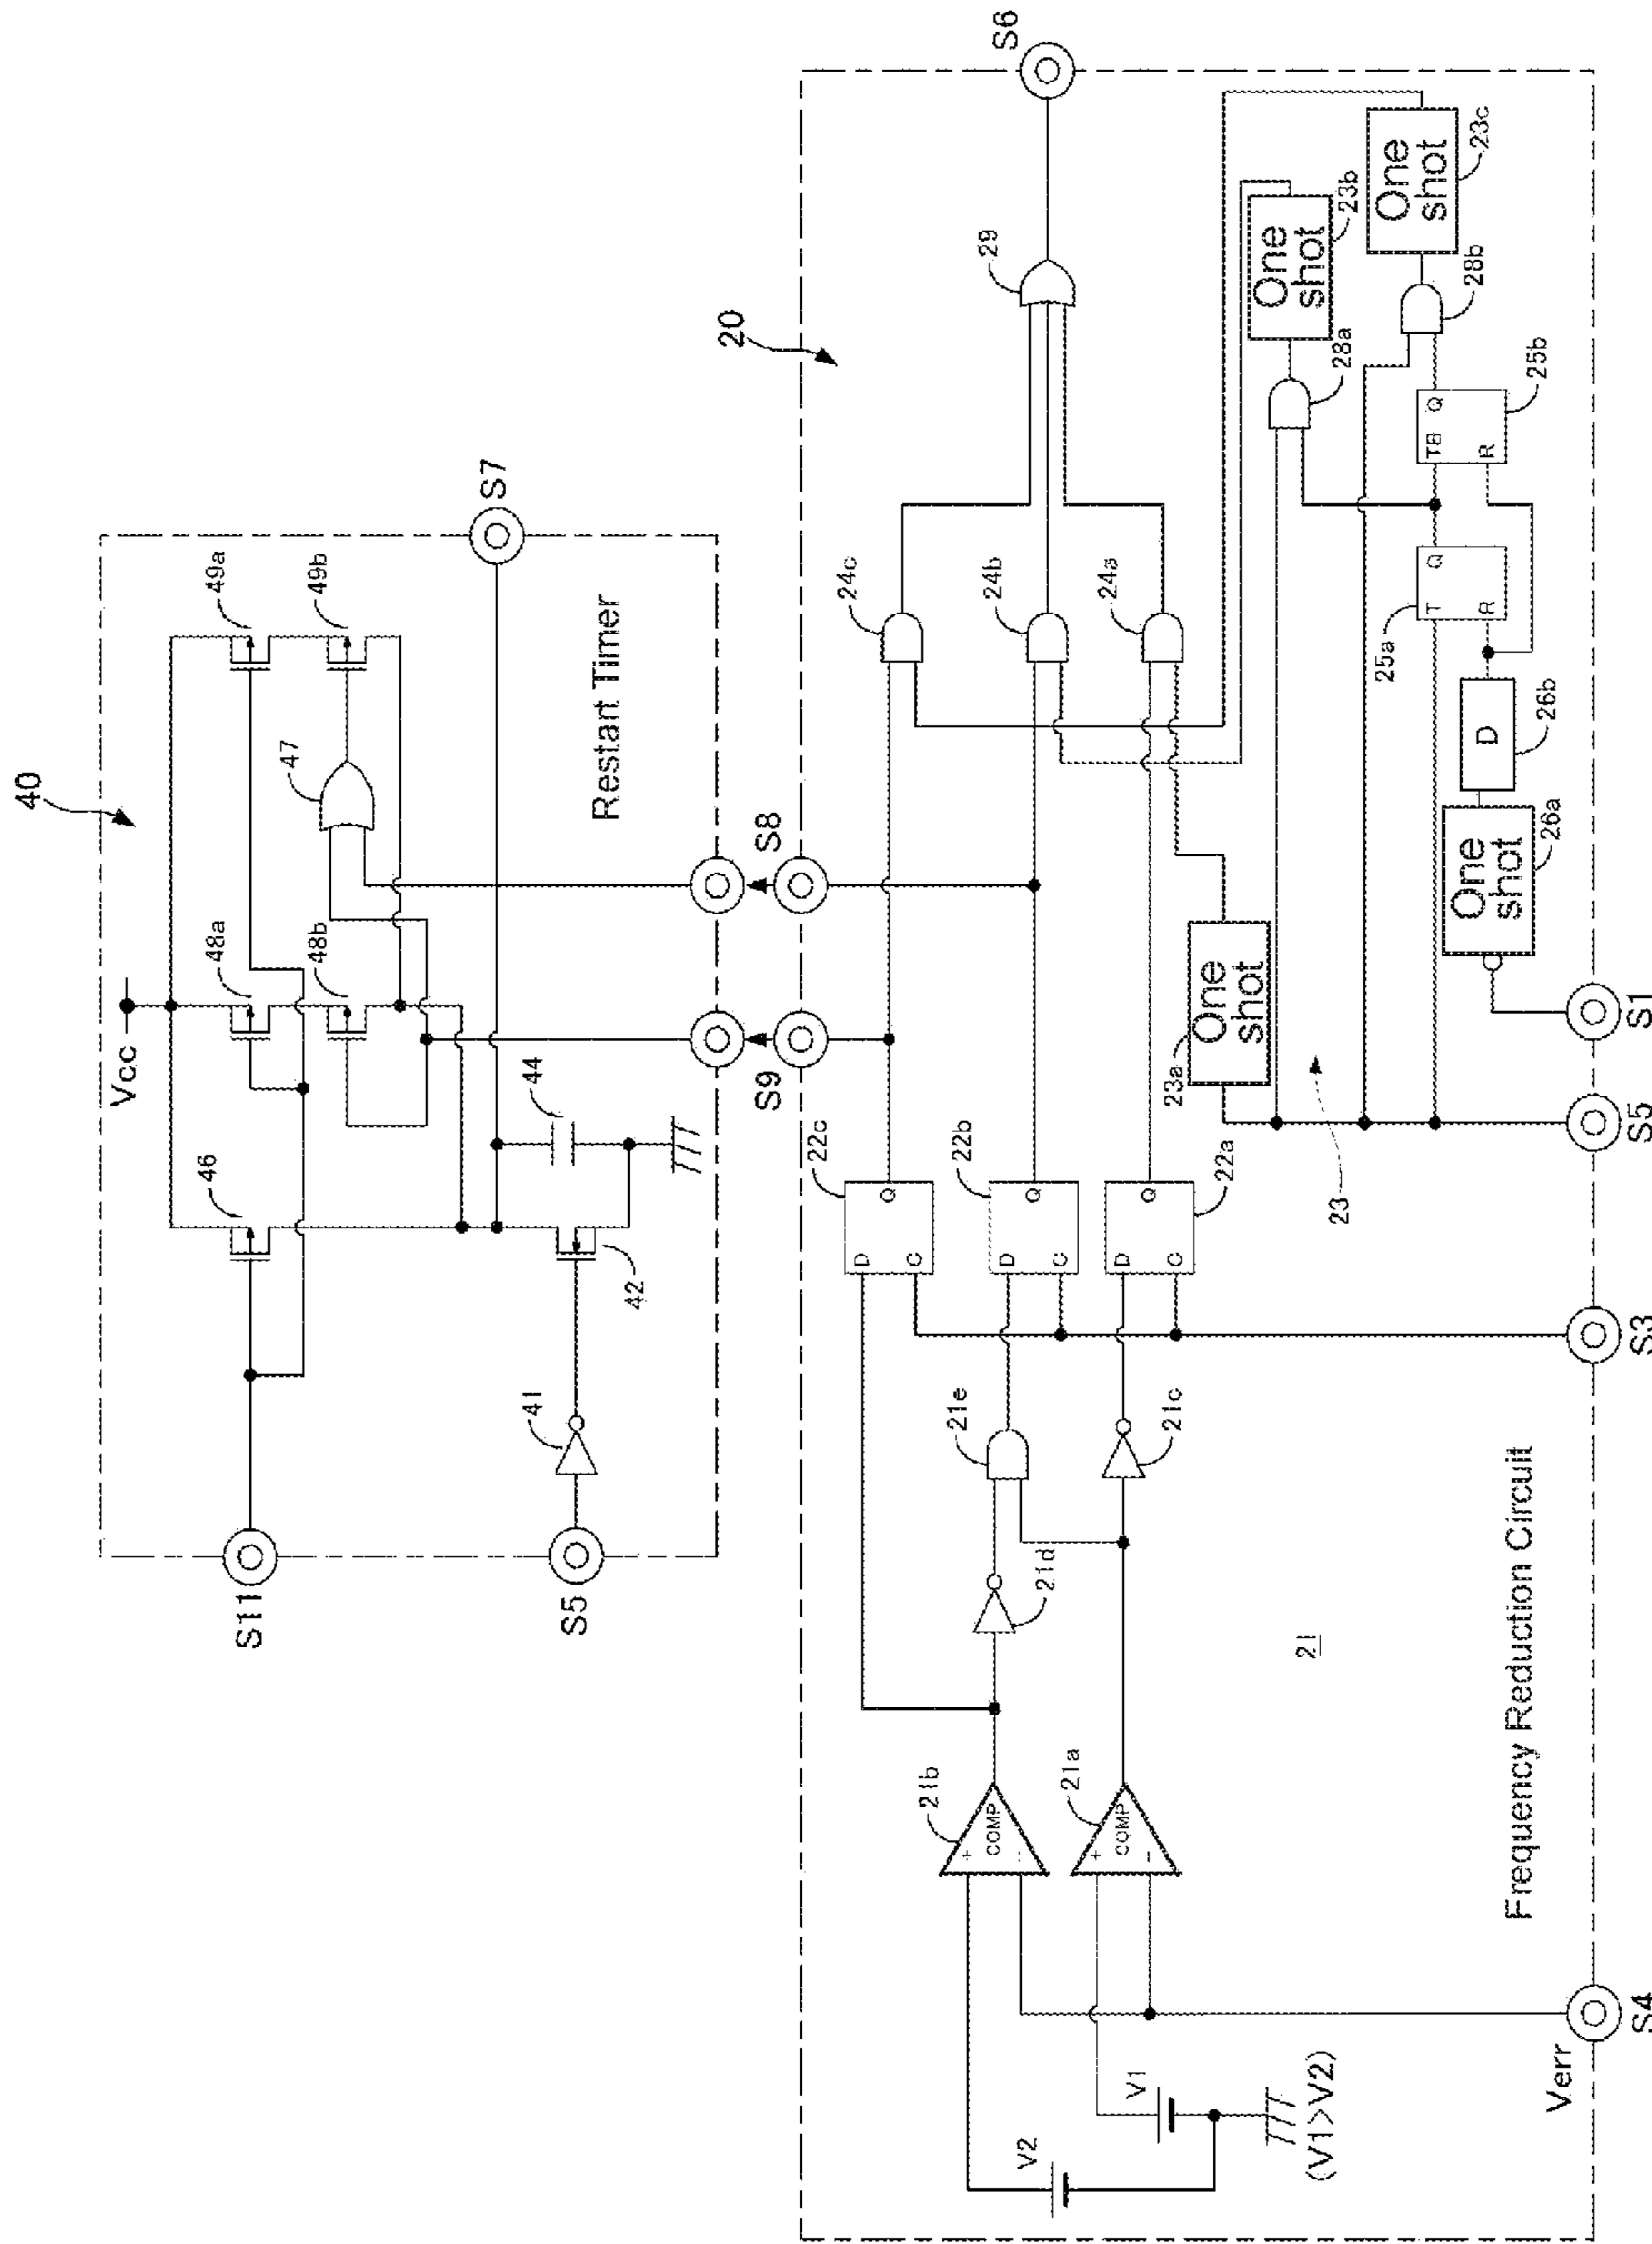 40
Vcc
46
48a
48b
49a
49b
47
44
42
41
S11
S5
S7
Restart Timer
S9
S8
20
S6
22c
D
C
Q
22b
D
C
Q
22a
D
C
Q
24c
24b
24a
29
21b
+
COMP
-
21a
+
COMP
-
21d
21e
21c
V2
V1
(V1>V2)
21
23
23a
One
shot
28a
One
shot
23b
28b
One
shot
23c
25a
T
Q
R
25b
TB
Q
R
One
shot
26a
D
26b
Frequency Reduction Circuit
Verr
S4
S3
S5
S1